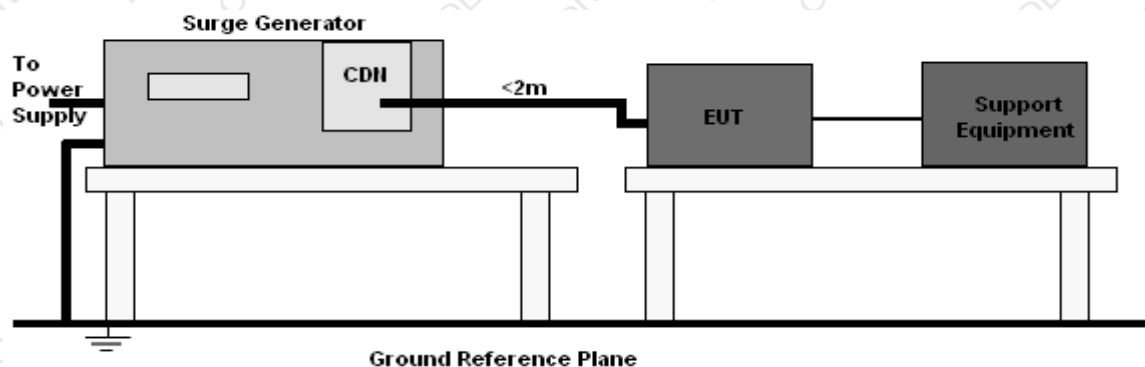 Surge Generator
To
Power
Supply
CDN
<2m
EUT
Support
Equipment
Ground Reference Plane